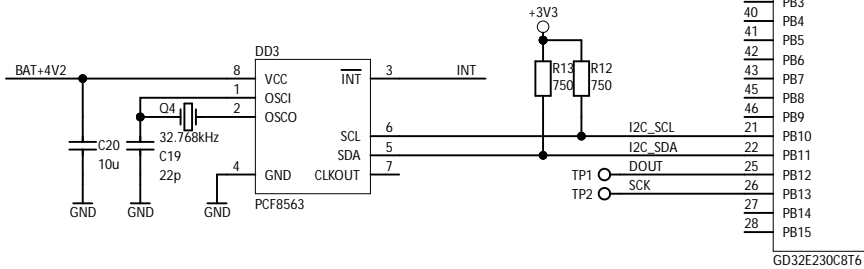 PB3
+3V3
40 PB4
41 PB5
DD3
42 PB6
BAT+4V2 8 VCC INT 3 INT R13 R12 43 PB7
1 OSCI 750 750 45 PB8
Q4 2 OSCO 46 PB9
32.768kHz SCL 6 I2C_SCL 21 PB10
C20 C19 SDA 5 I2C_SDA 22 PB11
10u 22p 4 GND CLKOUT 7 TP1 DOUT 25 PB12
TP2 SCK 26 PB13
GND GND GND PCF8563 27 PB14
28 PB15
GD32E230C8T6